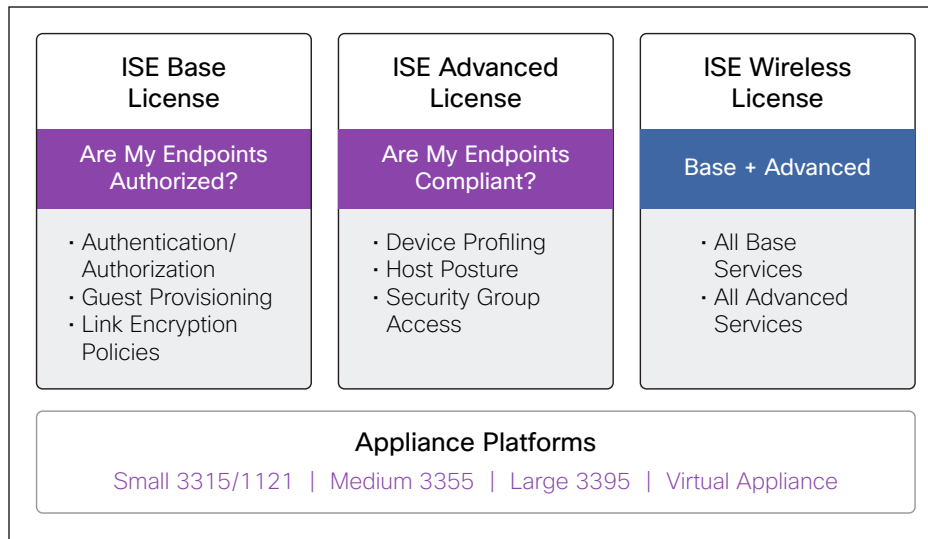 ISE Base
License
Are My Endpoints
Authorized?
· Authentication/
Authorization
· Guest Provisioning
· Link Encryption
Policies
ISE Advanced
License
Are My Endpoints
Compliant?
· Device Profiling
· Host Posture
· Security Group
Access
ISE Wireless
License
Base + Advanced
· All Base
Services
· All Advanced
Services
Appliance Platforms
Small 3315/1121 | Medium 3355 | Large 3395 | Virtual Appliance